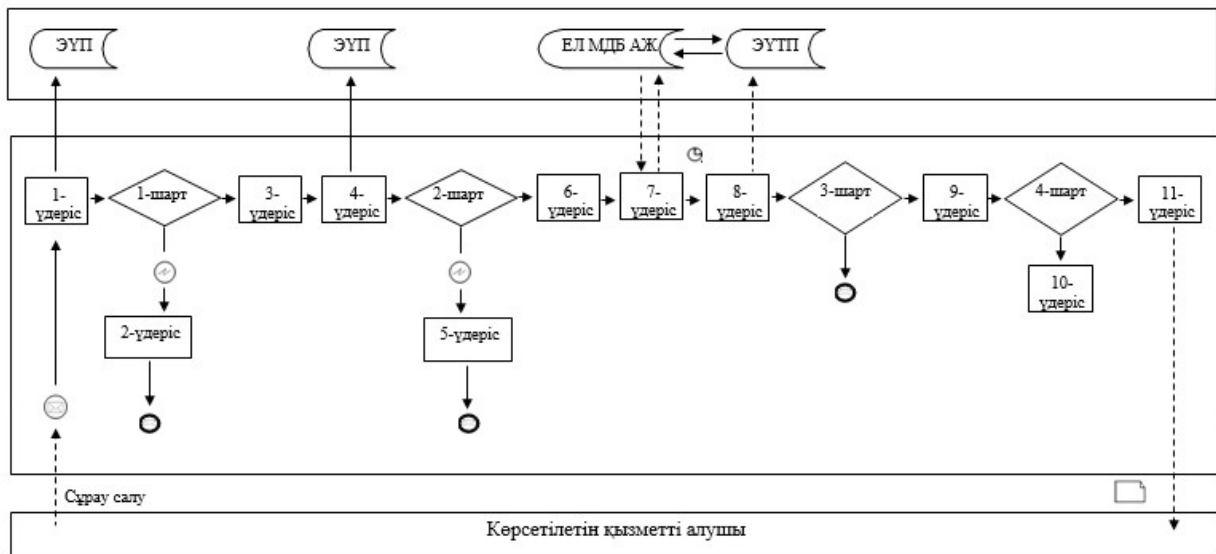 ЭҮП
ЭҮП
ЕЛ МДБ АЖ
ЭҮТП
1-
үдеріс
1-шарт
3-
үдеріс
4-
үдеріс
2-шарт
6-
үдеріс
7-
үдеріс
8-
үдеріс
3-шарт
9-
үдеріс
4-шарт
11-
үдеріс
2-үдеріс
5-үдеріс
10-
үдеріс
Сұрау салу
Көрсетілетін қызметті алушы